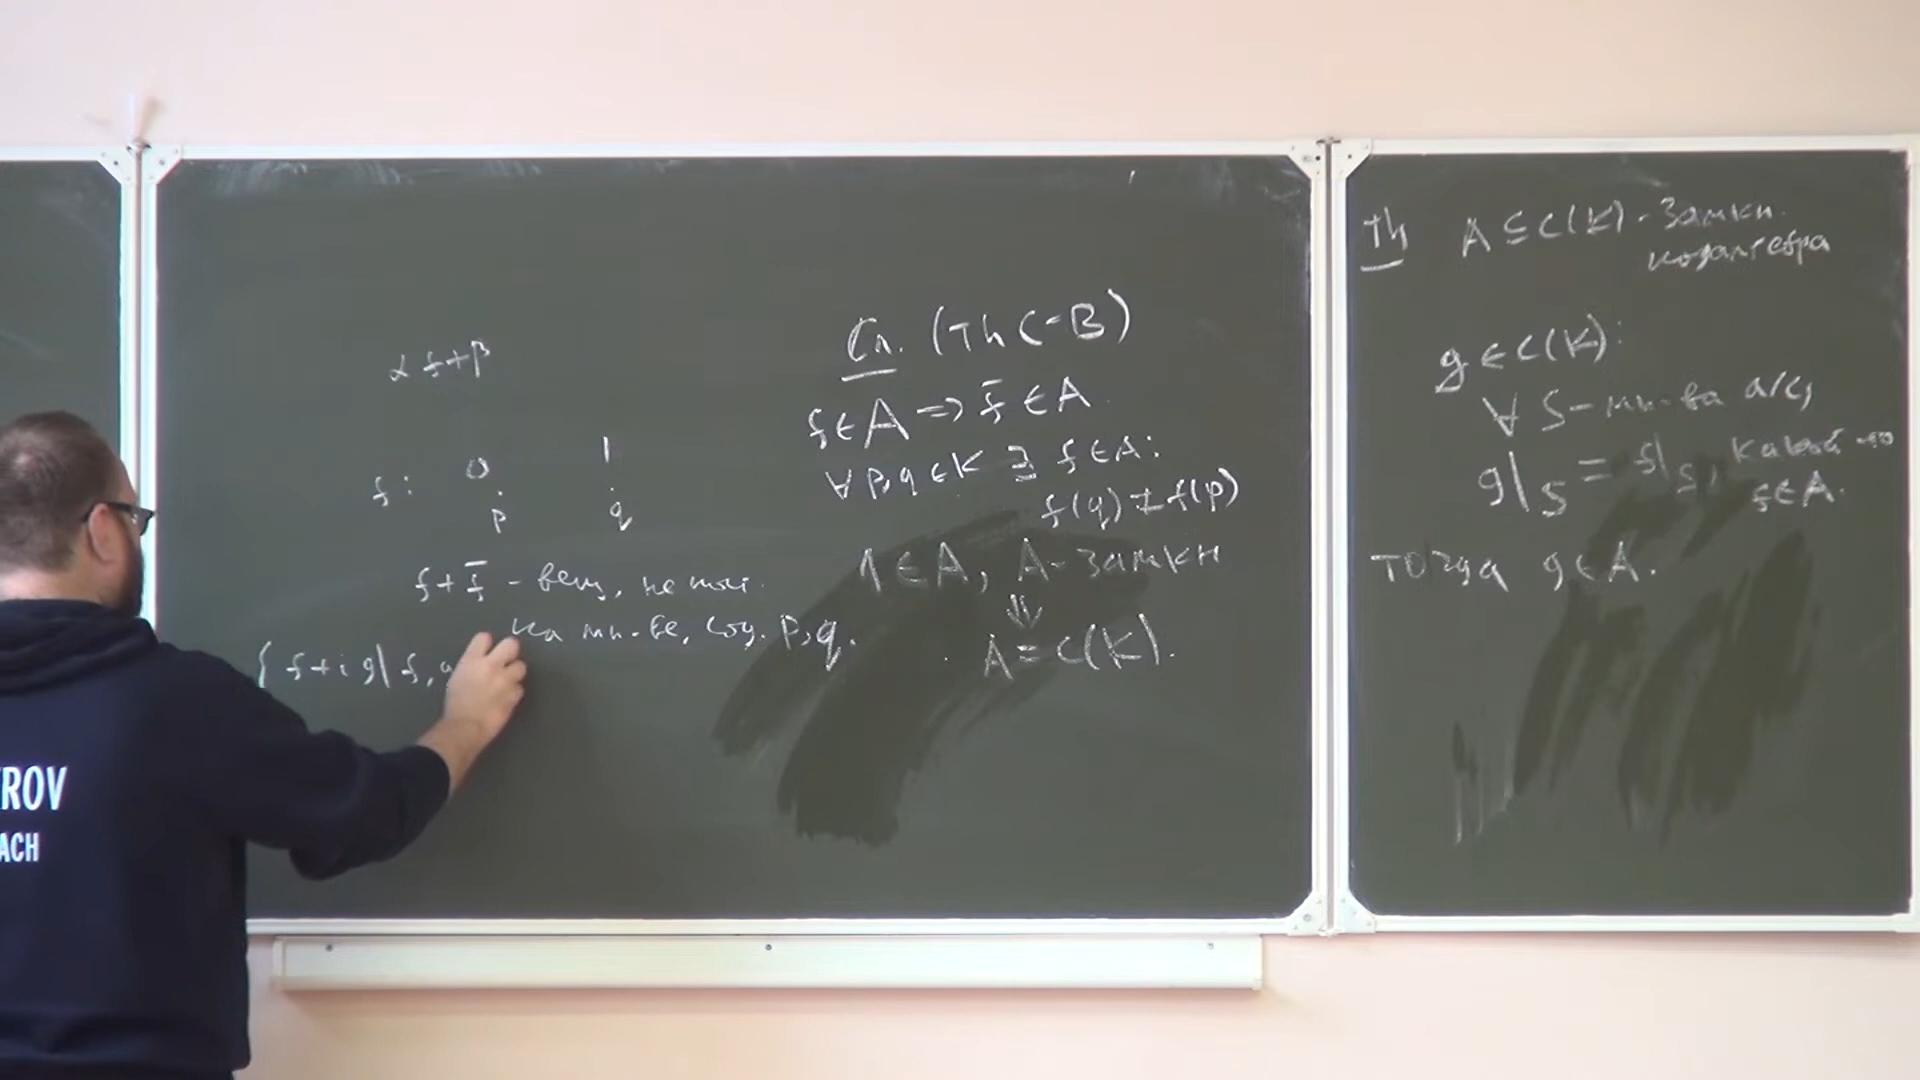 αf+β
f: 0 1
p q
f+f̅ - вещ, не пост.
на мн-ве, сод. p,q.
{ f+ig| f,g
Сл. (Th С-В)
f∈A => f̅∈A
∀p,q∈K ∃ f∈A:
f(q)≠f(p)
1∈A, A-замкн
⇓
A=C(K).
Th A⊆C(K) - замкн.
подалгебра
g∈C(K):
∀ S-мн-ва а/с,
g|S = f|S, какой-то
f∈A.
тогда g∈A.
ROV
ACH